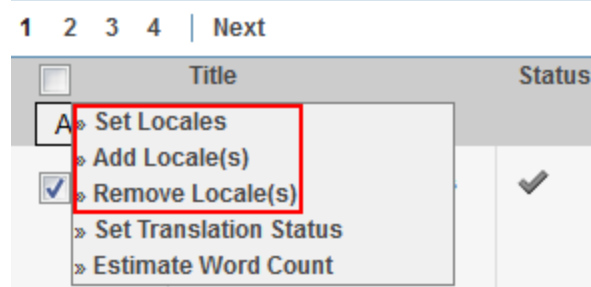 1 2 3 4 | Next
Title Status
A
» Set Locales
» Add Locale(s)
» Remove Locale(s)
» Set Translation Status
» Estimate Word Count